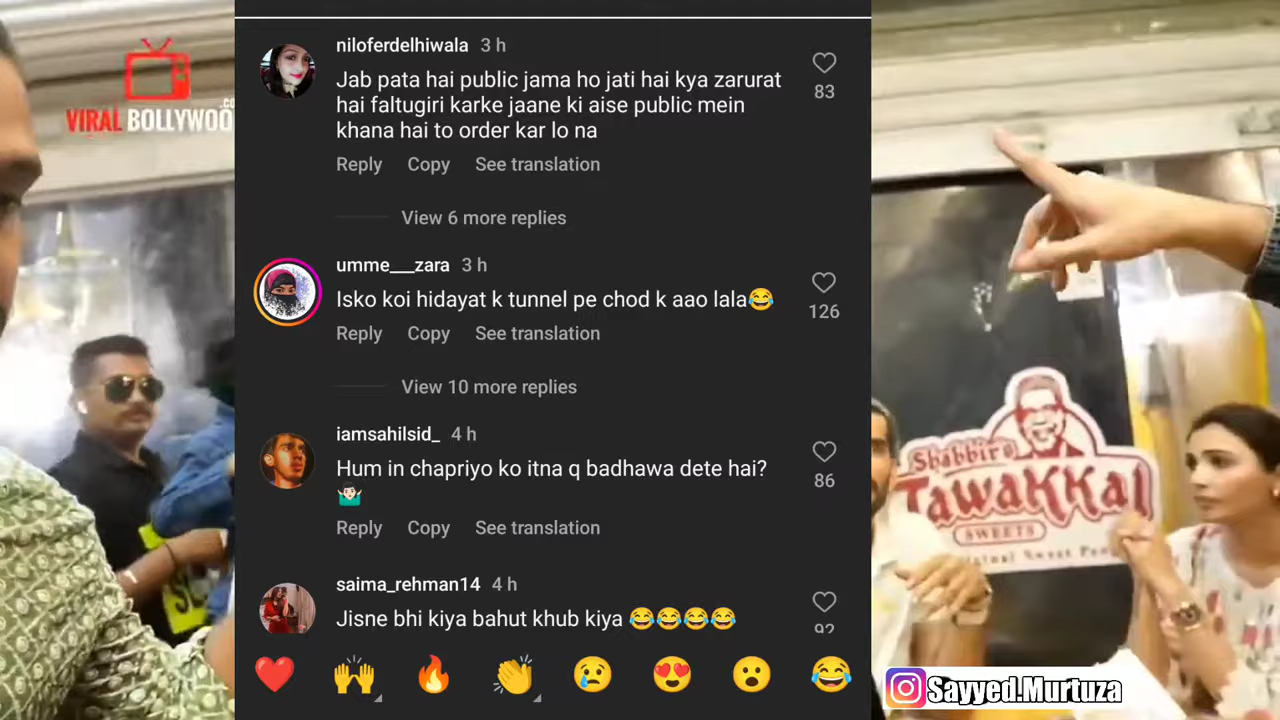 VIRAL BOLLYWOO
niloferdelhiwala 3 h
Jab pata hai public jama ho jati hai kya zarurat
hai faltugiri karke jaane ki aise public mein
khana hai to order kar lo na
83
Reply Copy See translation
View 6 more replies
umme___zara 3 h
Isko koi hidayat k tunnel pe chod k aao lala😂
126
Reply Copy See translation
View 10 more replies
iamsahilsid_ 4 h
Hum in chapriyo ko itna q badhawa dete hai?
🤷🏻‍♂️
86
Reply Copy See translation
saima_rehman14 4 h
Jisne bhi kiya bahut khub kiya 😂😂😂😂
92
Shabbir's
TawakKal
SWEETS
Sayyed.Murtuza